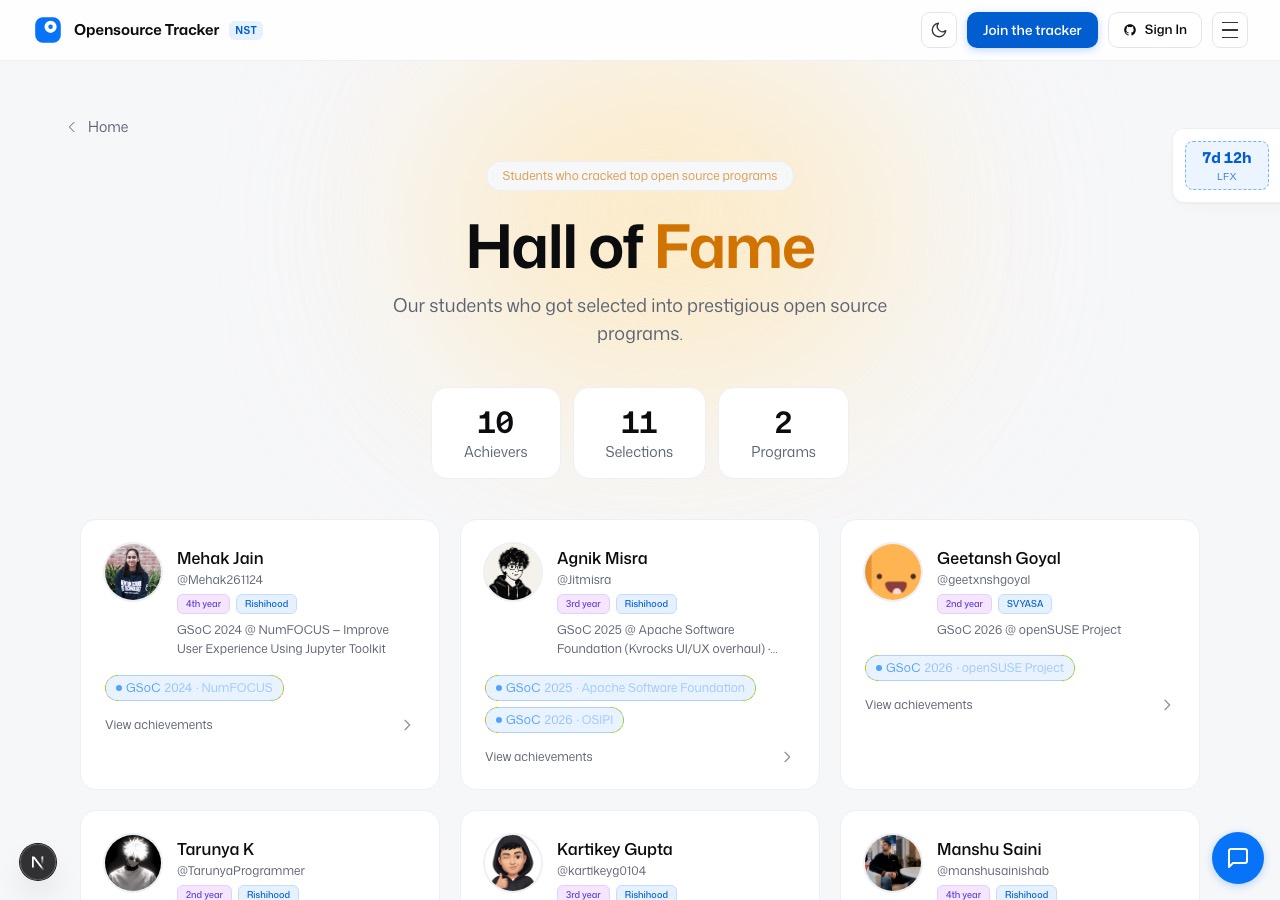 Opensource Tracker NST
Join the tracker
Sign In
Home
7d 12h
LFX
Students who cracked top open source programs
Hall of Fame
Our students who got selected into prestigious open source
programs.
10
Achievers
11
Selections
2
Programs
Mehak Jain
@Mehak261124
4th year Rishihood
GSoC 2024 @ NumFOCUS – Improve
User Experience Using Jupyter Toolkit
GSoC 2024 · NumFOCUS
View achievements
Agnik Misra
@Jitmisra
3rd year Rishihood
GSoC 2025 @ Apache Software
Foundation (Kvrocks UI/UX overhaul) ·...
GSoC 2025 · Apache Software Foundation
GSoC 2026 · OSIPI
View achievements
Geetansh Goyal
@geetxnshgoyal
2nd year SVYASA
GSoC 2026 @ openSUSE Project
GSoC 2026 · openSUSE Project
View achievements
Tarunya K
@TarunyaProgrammer
2nd year Rishihood
Kartikey Gupta
@kartikeyg0104
3rd year Rishihood
Manshu Saini
@manshusainishab
4th year Rishihood
N